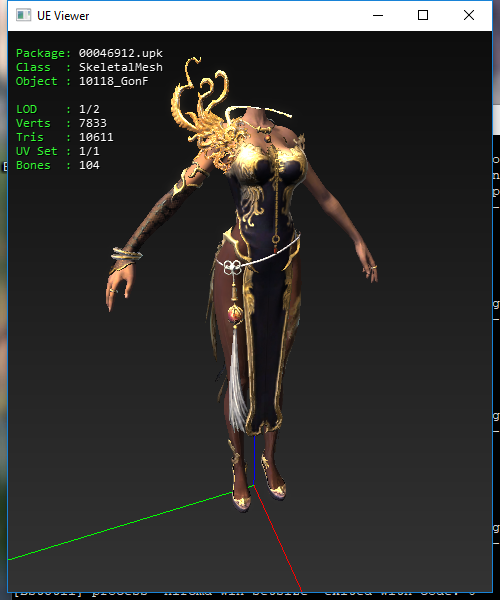 UE Viewer
Package: 00046912.upk
Class : SkeletalMesh
Object : 10118_GonF
LOD : 1/2
Verts : 7833
Tris : 10611
UV Set : 1/1
Bones : 104